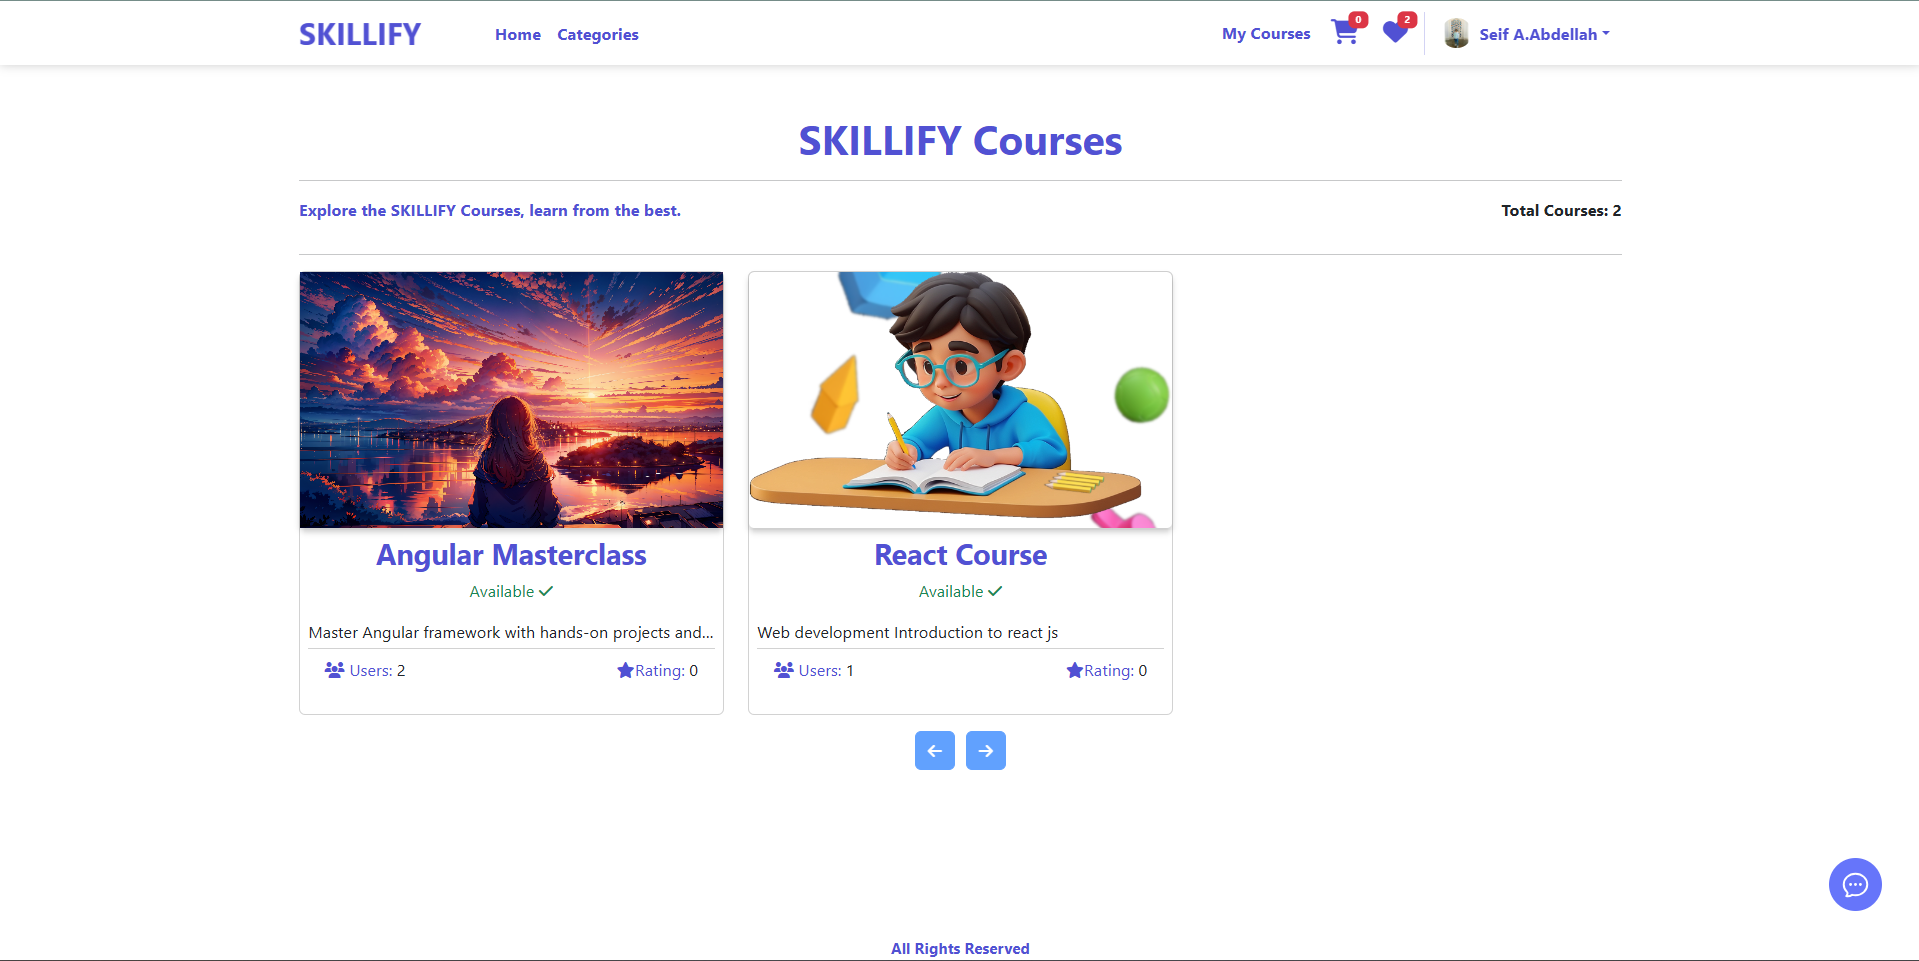 SKILLIFY Home Categories My Courses 0 2 Seif A.Abdellah
SKILLIFY Courses
Explore the SKILLIFY Courses, learn from the best. Total Courses: 2
Angular Masterclass
Available
Master Angular framework with hands-on projects and...
Users: 2 Rating: 0
React Course
Available
Web development Introduction to react js
Users: 1 Rating: 0
All Rights Reserved